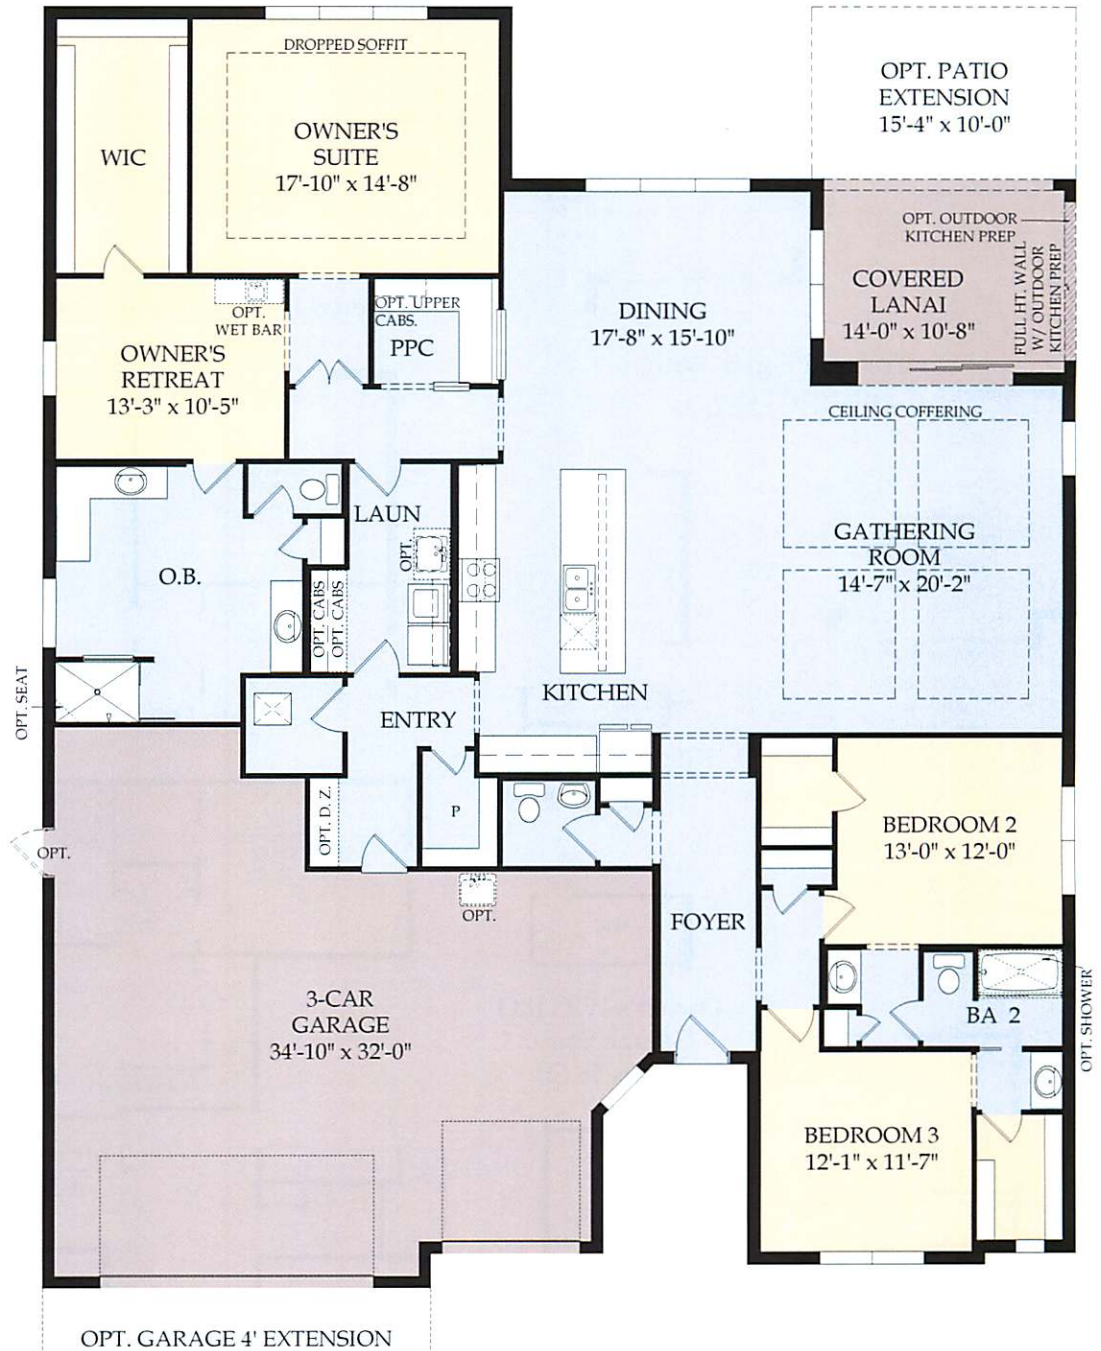 DROPPED SOFFIT
OWNER'S
SUITE
17'-10" x 14'-8"
WIC
OPT. PATIO
EXTENSION
15'-4" x 10'-0"
OPT. OUTDOOR
KITCHEN PREP
COVERED
LANAI
14'-0" x 10'-8"
FULL HT. WALL
W/ OUTDOOR
KITCHEN PREP
OPT.
WET BAR
OPT. UPPER
CABS.
PPC
DINING
17'-8" x 15'-10"
OWNER'S
RETREAT
13'-3" x 10'-5"
CEILING COFFERING
LAUN
OPT.
GATHERING
ROOM
14'-7" x 20'-2"
O.B.
OPT. CABS
OPT. CABS
OPT. SEAT
KITCHEN
ENTRY
OPT. D. Z.
P
OPT.
BEDROOM 2
13'-0" x 12'-0"
OPT.
FOYER
3-CAR
GARAGE
34'-10" x 32'-0"
BA 2
OPT. SHOWER
BEDROOM 3
12'-1" x 11'-7"
OPT. GARAGE 4' EXTENSION